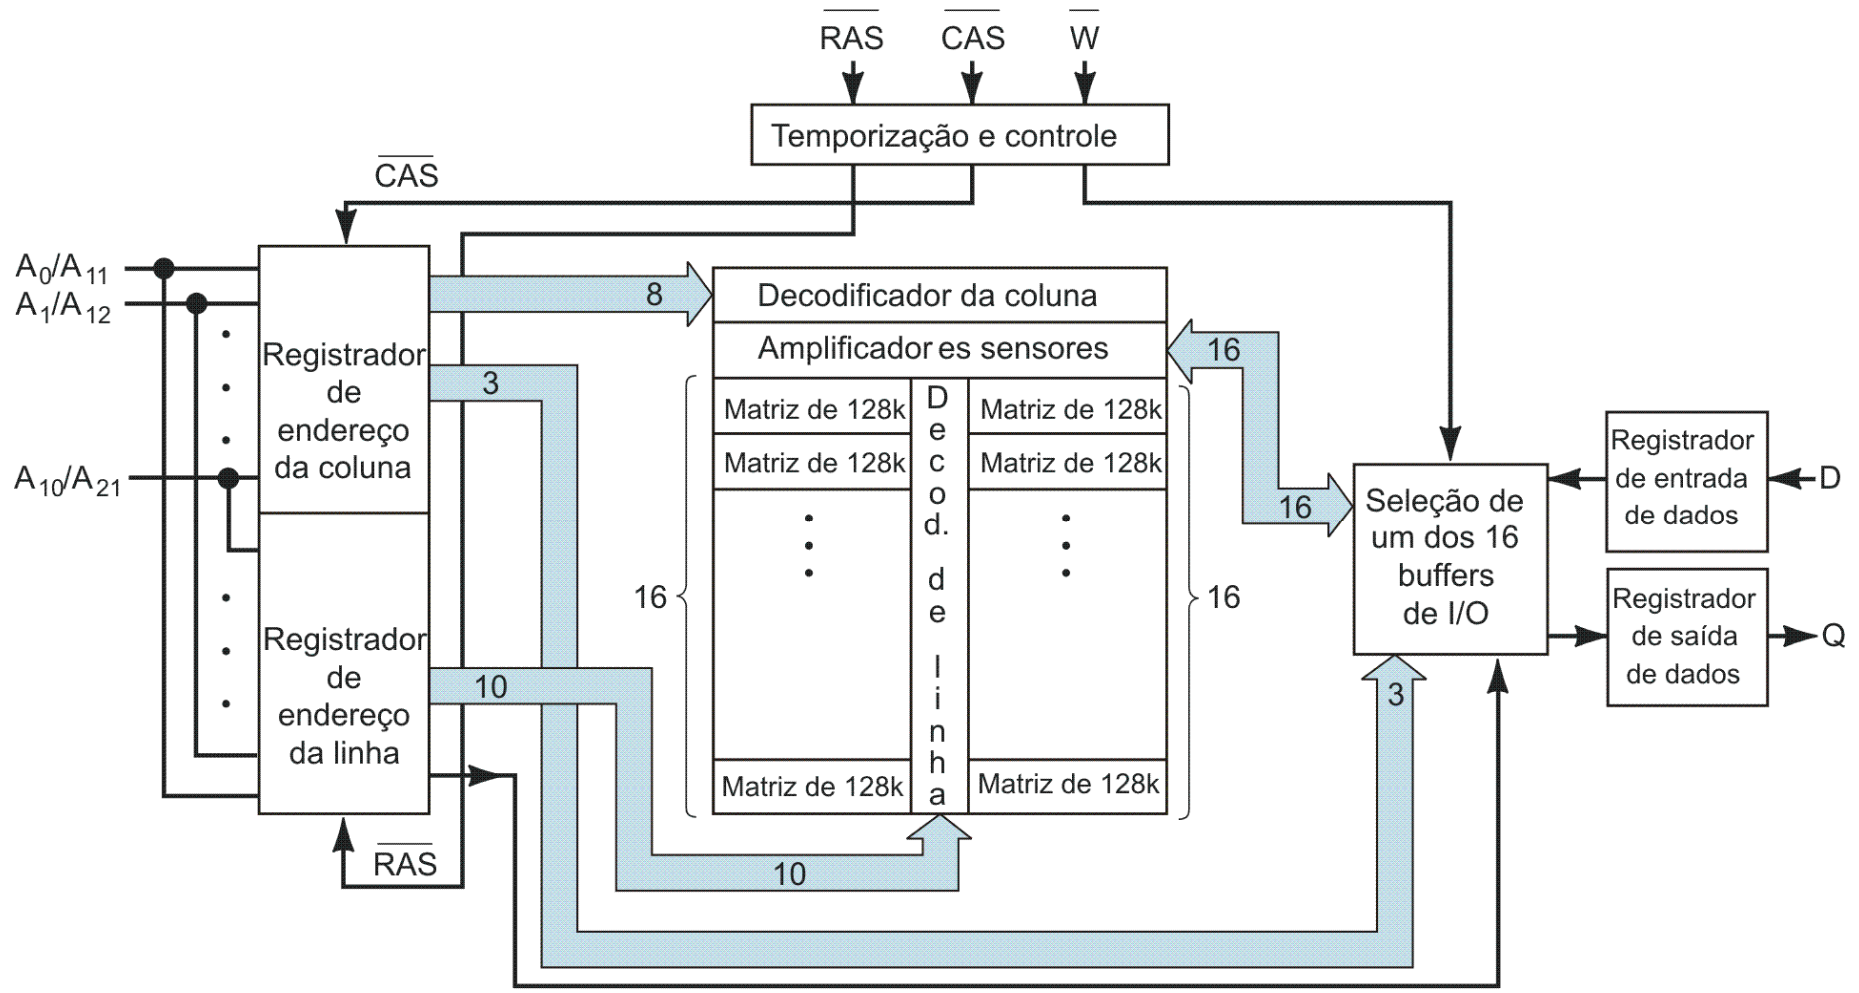 RAS CAS W
Temporização e controle
CAS
A0/A11
A1/A12
A10/A21
Registrador
de
endereço
da coluna
Registrador
de
endereço
da linha
RAS
8
3
10
10
3
Decodificador da coluna
Amplificador es sensores
16
16
Matriz de 128k
Matriz de 128k
Matriz de 128k
Matriz de 128k
Matriz de 128k
Matriz de 128k
Decod. de linha
16
16
Seleção de
um dos 16
buffers
de I/O
Registrador
de entrada
de dados
D
Registrador
de saída
de dados
Q